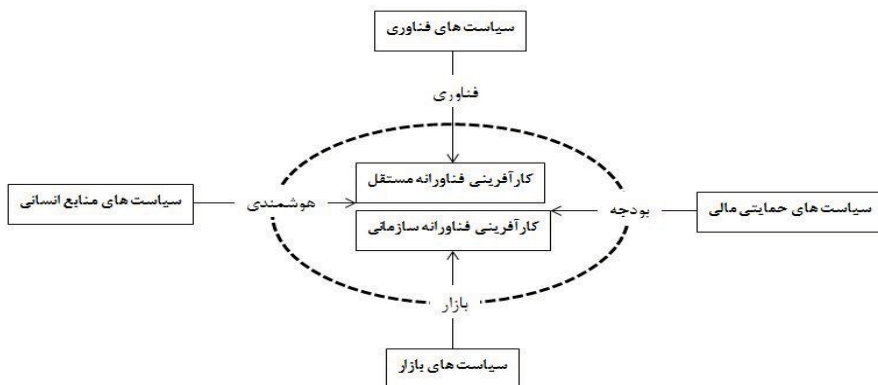 سیاست های فناوری
فناوری
کارآفرینی فناورانه مستقل
سیاست های منابع انسانی
هوشمندی
بودجه
سیاست های حمایتی مالی
کارآفرینی فناورانه سازمانی
بازار
سیاست های بازار